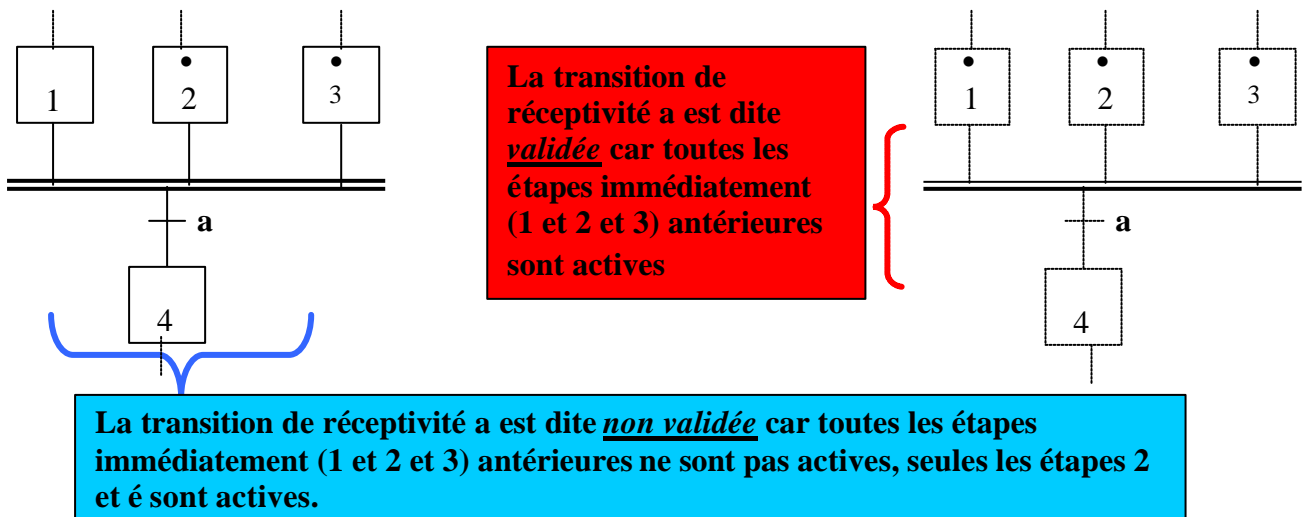 1
2
3
a
4
La transition de
réceptivité a est dite
validée car toutes les
étapes immédiatement
(1 et 2 et 3) antérieures
sont actives
1
2
3
a
4
La transition de réceptivité a est dite non validée car toutes les étapes
immédiatement (1 et 2 et 3) antérieures ne sont pas actives, seules les étapes 2
et é sont actives.